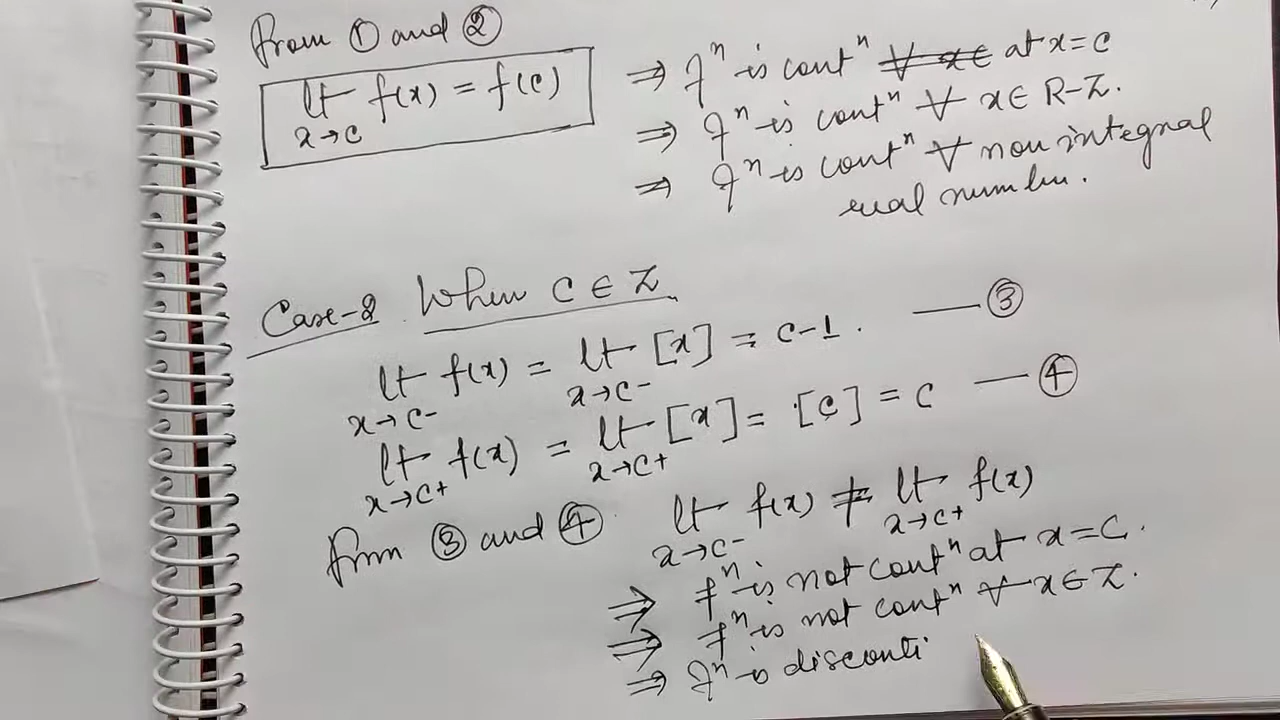 from ① and ②
lt f(x) = f(c)
x→c
⇒ fⁿ is contⁿ ∀ x∈ at x=c
⇒ fⁿ is contⁿ ∀ x∈ R-Z.
⇒ fⁿ is contⁿ ∀ non integral
real number.
Case-2 When C ∈ Z
lt f(x) = lt [x] = c-1. — ③
x→c- x→c-
lt f(x) = lt [x] = [c] = c — ④
x→c+ x→c+
from ③ and ④ lt f(x) ≠ lt f(x)
x→c- x→c+
⇒ fⁿ is not contⁿ at x=c.
⇒ fⁿ is not contⁿ ∀ x∈Z.
⇒ fⁿ is disconti